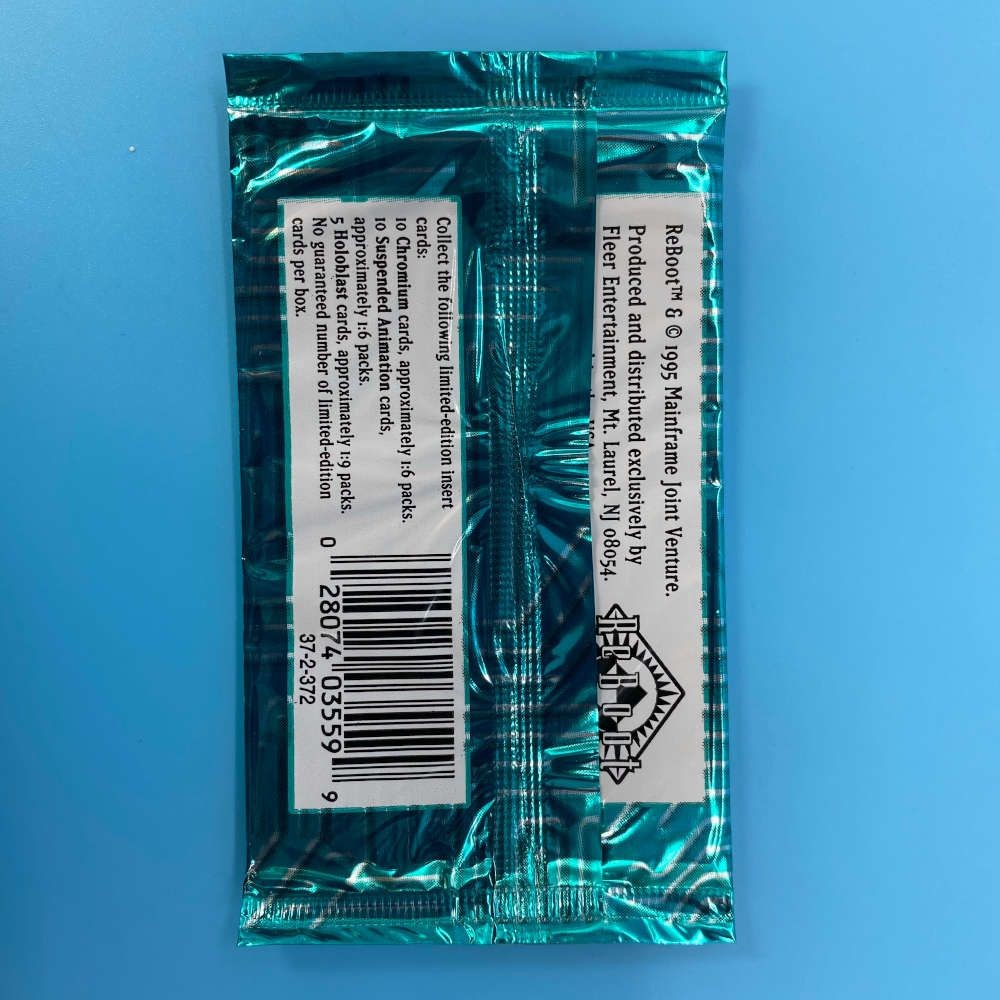 ReBoot™ & © 1995 Mainframe Joint Venture.
Produced and distributed exclusively by
Fleer Entertainment, Mt. Laurel, NJ 08054.
USA
ReBoot
Collect the following limited-edition insert
cards:
10 Chromium cards, approximately 1:6 packs.
10 Suspended Animation cards,
approximately 1:6 packs.
5 Holoblast cards, approximately 1:9 packs.
No guaranteed number of limited-edition
cards per box.
0 28074 03559 9
37-2-372